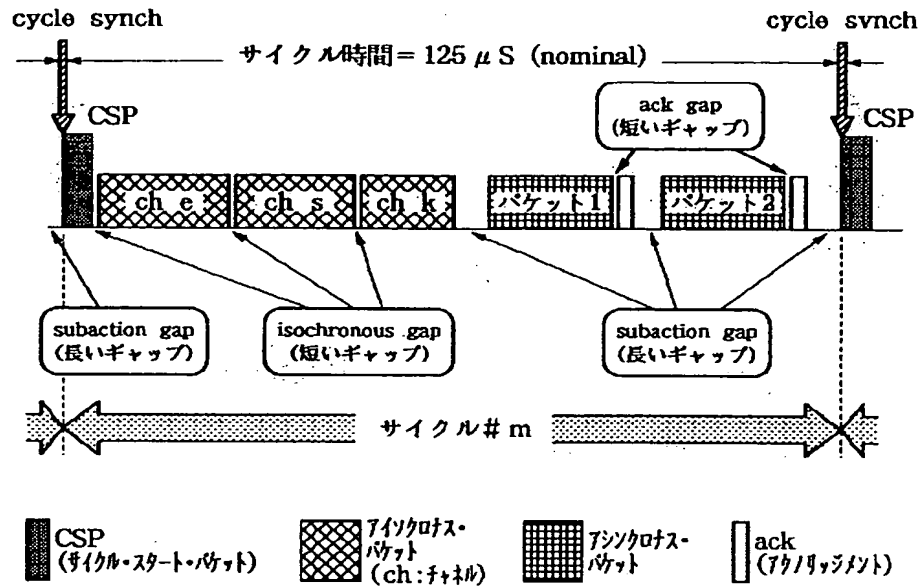 cycle synch
cycle synch
サイクル時間＝125 μS (nominal)
CSP
CSP
ack gap
(短いギャップ)
ch e
ch s
ch k
パケット1
パケット2
subaction gap
(長いギャップ)
isochronous gap
(短いギャップ)
subaction gap
(長いギャップ)
サイクル＃m
CSP
(サイクル・スタート・パケット)
アイソクロナス・
パケット
(ch:チャネル)
アシンクロナス・
パケット
ack
(アクノリッジメント)